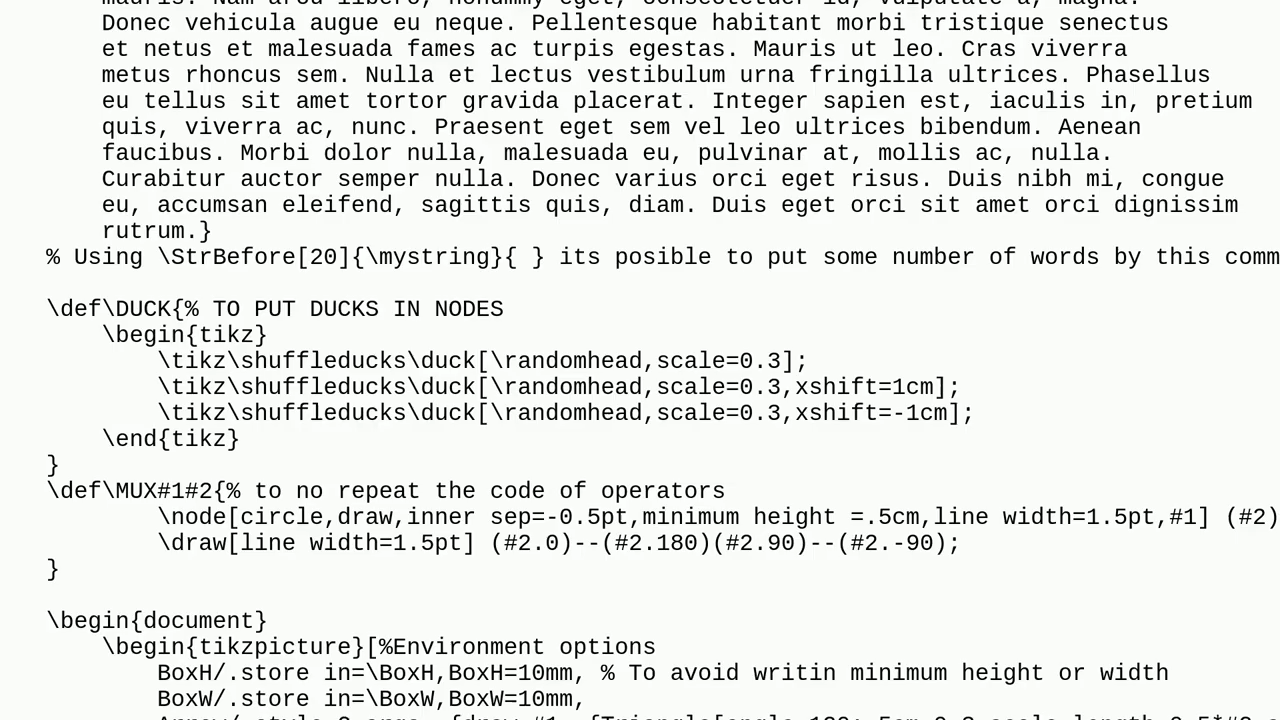 mauris. Nam arcu libero, nonummy eget, consectetuer id, vulputate a, magna.
Donec vehicula augue eu neque. Pellentesque habitant morbi tristique senectus
et netus et malesuada fames ac turpis egestas. Mauris ut leo. Cras viverra
metus rhoncus sem. Nulla et lectus vestibulum urna fringilla ultrices. Phasellus
eu tellus sit amet tortor gravida placerat. Integer sapien est, iaculis in, pretium
quis, viverra ac, nunc. Praesent eget sem vel leo ultrices bibendum. Aenean
faucibus. Morbi dolor nulla, malesuada eu, pulvinar at, mollis ac, nulla.
Curabitur auctor semper nulla. Donec varius orci eget risus. Duis nibh mi, congue
eu, accumsan eleifend, sagittis quis, diam. Duis eget orci sit amet orci dignissim
rutrum.}
% Using \StrBefore[20]{\mystring}{ } its posible to put some number of words by this comm
\def\DUCK{% TO PUT DUCKS IN NODES
\begin{tikz}
\tikz\shuffleducks\duck[\randomhead,scale=0.3];
\tikz\shuffleducks\duck[\randomhead,scale=0.3,xshift=1cm];
\tikz\shuffleducks\duck[\randomhead,scale=0.3,xshift=-1cm];
\end{tikz}
}
\def\MUX#1#2{% to no repeat the code of operators
\node[circle,draw,inner sep=-0.5pt,minimum height =.5cm,line width=1.5pt,#1] (#2)
\draw[line width=1.5pt] (#2.0)--(#2.180)(#2.90)--(#2.-90);
}
\begin{document}
\begin{tikzpicture}[%Environment options
BoxH/.store in=\BoxH,BoxH=10mm, % To avoid writin minimum height or width
BoxW/.store in=\BoxW,BoxW=10mm,